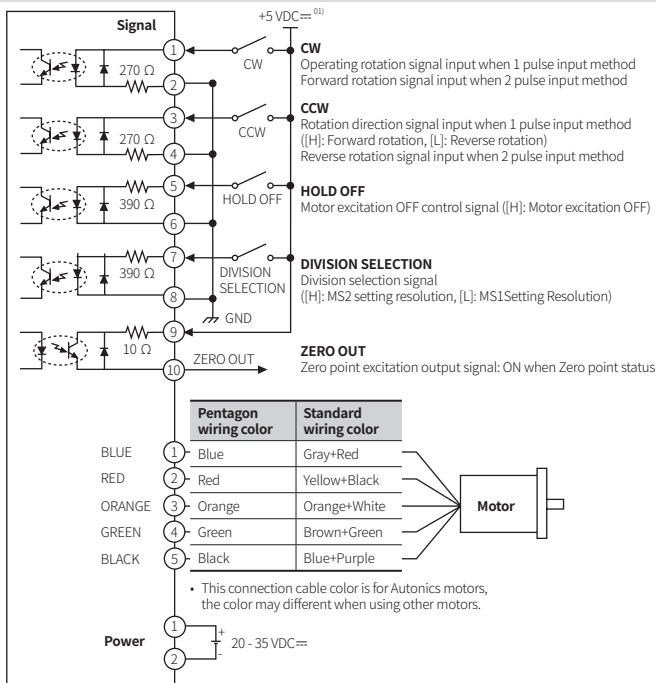 Signal
+5 VDC⎓ 01)
1
CW
270 Ω
2
CW
Operating rotation signal input when 1 pulse input method
Forward rotation signal input when 2 pulse input method
3
CCW
270 Ω
4
CCW
Rotation direction signal input when 1 pulse input method
([H]: Forward rotation, [L]: Reverse rotation)
Reverse rotation signal input when 2 pulse input method
5
HOLD OFF
390 Ω
6
HOLD OFF
Motor excitation OFF control signal ([H]: Motor excitation OFF)
7
DIVISION
SELECTION
390 Ω
8
DIVISION SELECTION
Division selection signal
([H]: MS2 setting resolution, [L]: MS1Setting Resolution)
GND
9
10 Ω
10
ZERO OUT
ZERO OUT
Zero point excitation output signal: ON when Zero point status
Pentagon wiring color Standard wiring color
BLUE 1 Blue Gray+Red
RED 2 Red Yellow+Black
ORANGE 3 Orange Orange+White
GREEN 4 Green Brown+Green
BLACK 5 Black Blue+Purple
Motor
• This connection cable color is for Autonics motors,
the color may different when using other motors.
Power
1
+
20 - 35 VDC⎓
-
2